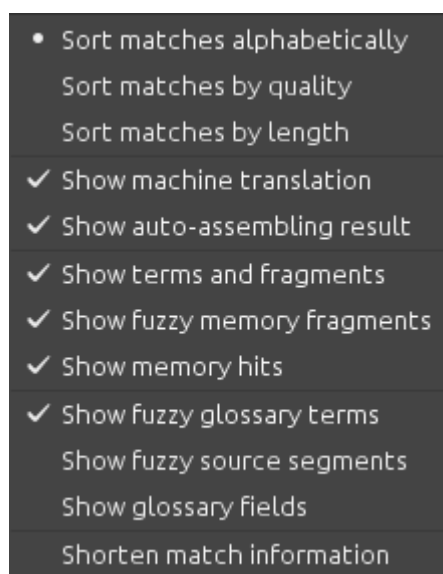 Sort matches alphabetically
Sort matches by quality
Sort matches by length
Show machine translation
Show auto-assembling result
Show terms and fragments
Show fuzzy memory fragments
Show memory hits
Show fuzzy glossary terms
Show fuzzy source segments
Show glossary fields
Shorten match information